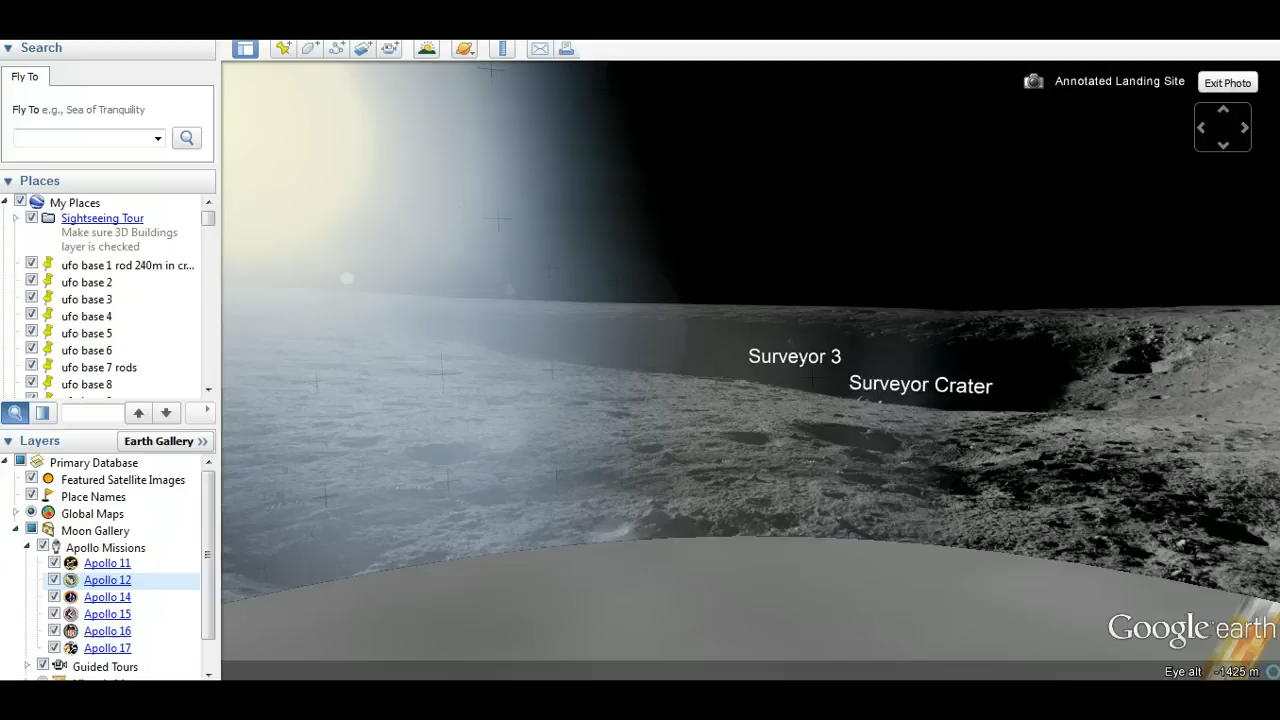 Search
Fly To
Fly To e.g., Sea of Tranquility
Places
My Places
Sightseeing Tour
Make sure 3D Buildings
layer is checked
ufo base 1 rod 240m in cr...
ufo base 2
ufo base 3
ufo base 4
ufo base 5
ufo base 6
ufo base 7 rods
ufo base 8
Layers
Earth Gallery >>
Primary Database
Featured Satellite Images
Place Names
Global Maps
Moon Gallery
Apollo Missions
Apollo 11
Apollo 12
Apollo 14
Apollo 15
Apollo 16
Apollo 17
Guided Tours
Annotated Landing Site
Exit Photo
Surveyor 3
Surveyor Crater
Google earth
Eye alt -1425 m